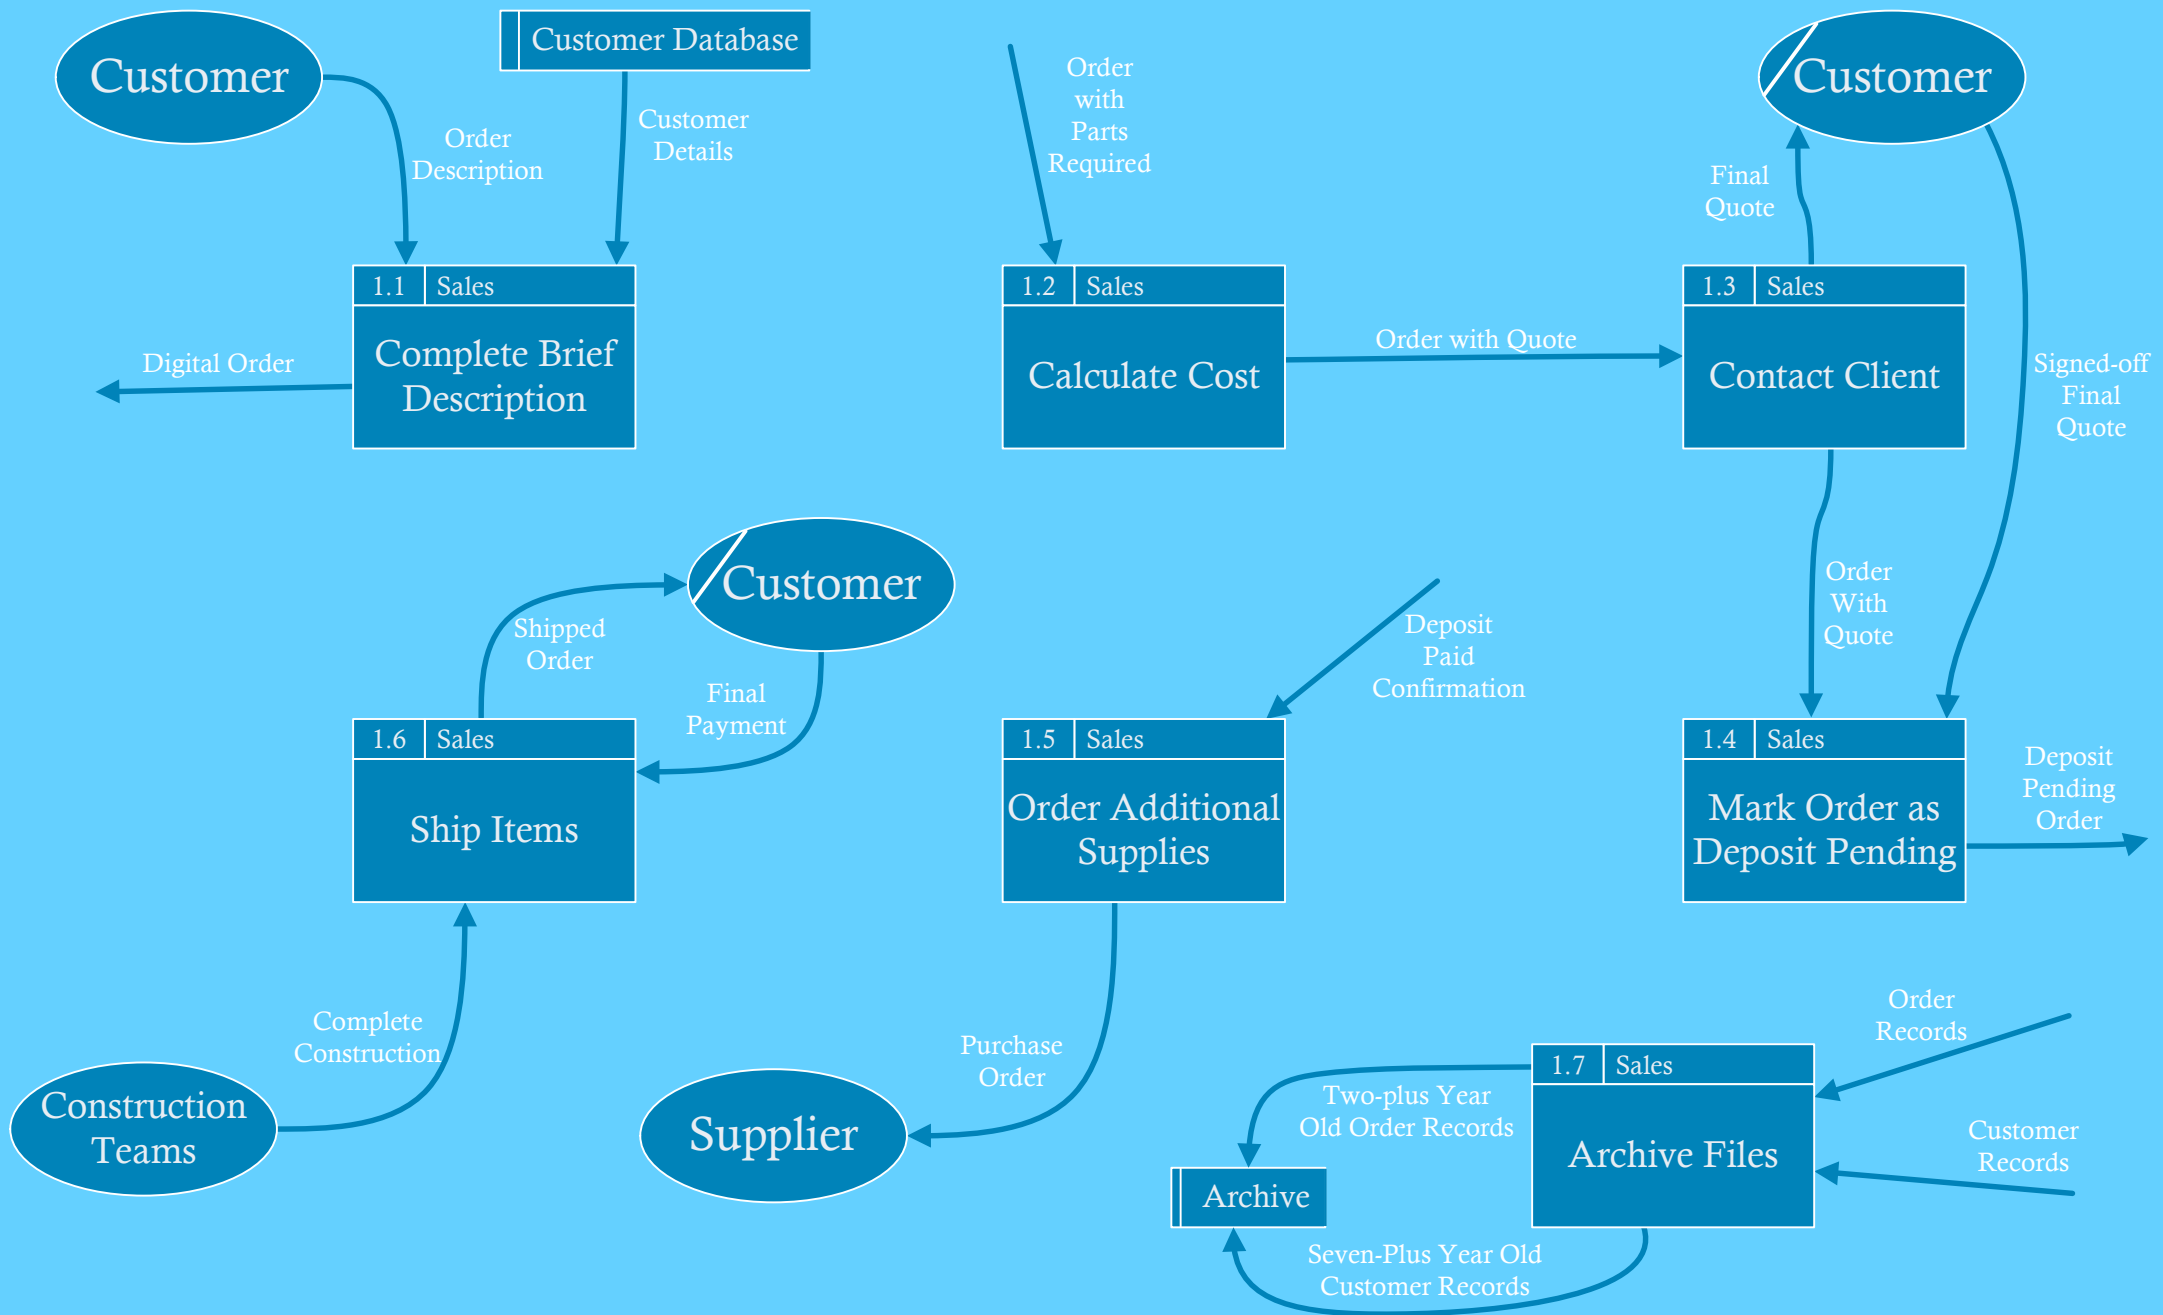 Customer
Customer Database
Order
Description
Customer
Details
1.1 Sales
Complete Brief
Description
Digital Order
Order
with
Parts
Required
1.2 Sales
Calculate Cost
Order with Quote
Customer
Final
Quote
1.3 Sales
Contact Client
Signed-off
Final
Quote
Order
With
Quote
Customer
Shipped
Order
Final
Payment
1.6 Sales
Ship Items
Deposit
Paid
Confirmation
1.5 Sales
Order Additional
Supplies
1.4 Sales
Mark Order as
Deposit Pending
Deposit
Pending
Order
Complete
Construction
Construction
Teams
Purchase
Order
Supplier
Order
Records
1.7 Sales
Archive Files
Customer
Records
Two-plus Year
Old Order Records
Archive
Seven-Plus Year Old
Customer Records